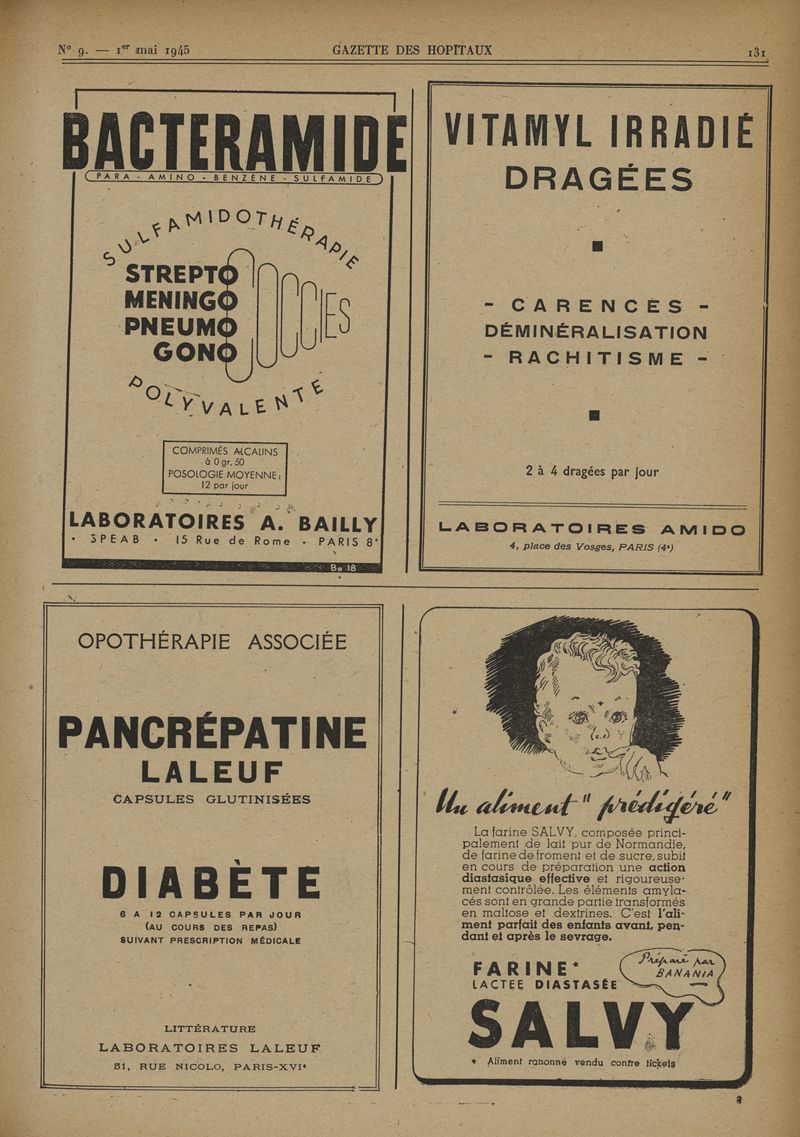 N° 9. — 1er mai 1945
GAZETTE DES HOPITAUX
131
BACTERAMIDE
(PARA - AMINO - BENZÉNE - SULFAMIDE)
SULFAMIDOTHÉRAPIE
STREPTO
MENINGO
PNEUMO
GONO
COCCIES
POLYVALENTE
COMPRIMÉS ALCALINS
à 0 gr. 50
POSOLOGIE MOYENNE:
12 par jour
LABORATOIRES A. BAILLY
• SPEAB • 15 Rue de Rome - PARIS 8e
Ba 18
VITAMYL IRRADIÉ
DRAGÉES
- CARENCES -
DÉMINÉRALISATION
- RACHITISME -
2 à 4 dragées par jour
LABORATOIRES AMIDO
4, place des Vosges, PARIS (4e)
OPOTHÉRAPIE ASSOCIÉE
PANCRÉPATINE
LALEUF
CAPSULES GLUTINISÉES
DIABÈTE
6 A 12 CAPSULES PAR JOUR
(AU COURS DES REPAS)
SUIVANT PRESCRIPTION MÉDICALE
LITTÉRATURE
LABORATOIRES LALEUF
51, RUE NICOLO, PARIS-XVIe
Un aliment "prédigéré"
La farine SALVY, composée princi-
palement de lait pur de Normandie,
de farine de froment et de sucre, subit
en cours de préparation une action
diastasique effective et rigoureuse-
ment contrôlée. Les éléments amyla-
cés sont en grande partie transformés
en maltose et dextrines. C'est l'ali-
ment parfait des enfants avant, pen-
dant et après le sevrage.
FARINE*
LACTEE DIASTASÉE
Préparé par
BANANIA
SALVY
* Aliment rationné vendu contre tickets